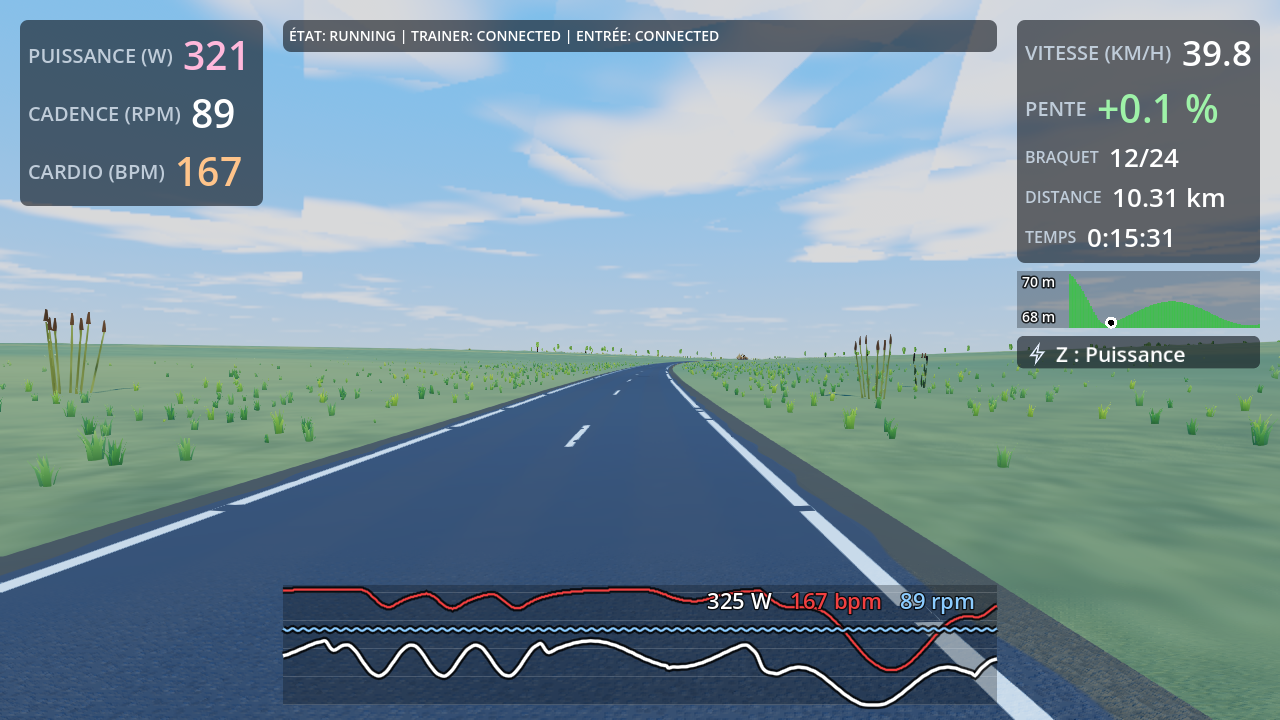 PUISSANCE (W) 321
CADENCE (RPM) 89
CARDIO (BPM) 167
ÉTAT: RUNNING | TRAINER: CONNECTED | ENTRÉE: CONNECTED
VITESSE (KM/H) 39.8
PENTE +0.1 %
BRAQUET 12/24
DISTANCE 10.31 km
TEMPS 0:15:31
70 m
68 m
Z : Puissance
325 W 167 bpm 89 rpm